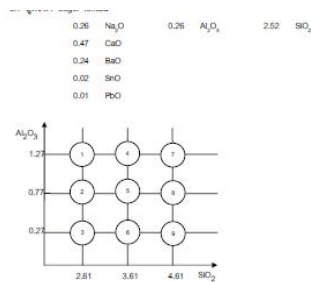 0.26 Na2O 0.26 Al2O3 2.52 SiO2
0.47 CaO
0.24 BaO
0.02 SnO
0.01 PbO
Al2O3
1.27 1 4 7
0.77 2 5 8
0.27 3 6 9
2.61 3.61 4.61 SiO2